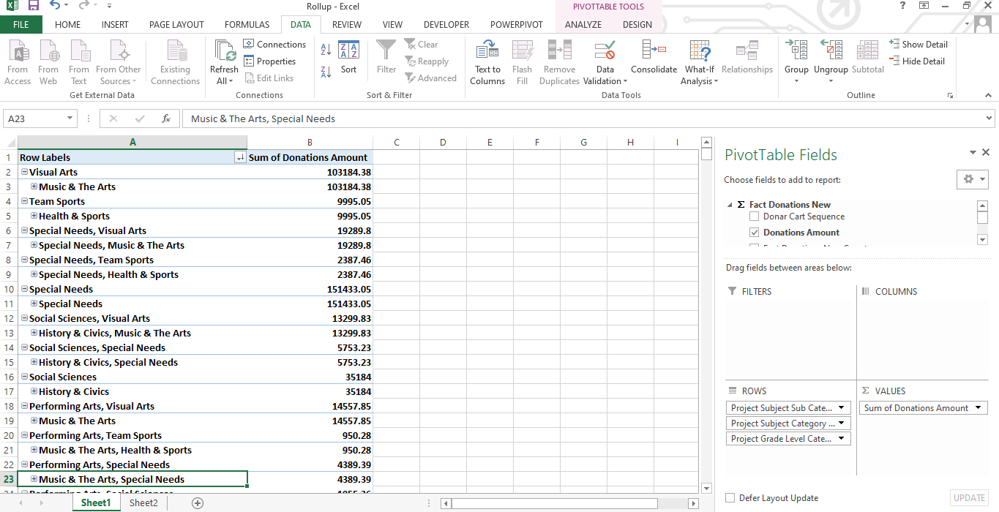 Rollup - Excel
PIVOTTABLE TOOLS
?
FILE HOME INSERT PAGE LAYOUT FORMULAS DATA REVIEW VIEW DEVELOPER POWERPIVOT ANALYZE DESIGN
From Access
From Web
From Text
From Other Sources
Existing Connections
Get External Data
Refresh All
Connections
Properties
Edit Links
Connections
Sort
Filter
Clear
Reapply
Advanced
Sort & Filter
Text to Columns
Flash Fill
Remove Duplicates
Data Validation
Consolidate
What-If Analysis
Relationships
Data Tools
Group
Ungroup
Subtotal
Show Detail
Hide Detail
Outline
A23 fx Music & The Arts, Special Needs
A B C D E F G H I
1 Row Labels Sum of Donations Amount
2 Visual Arts 103184.38
3 Music & The Arts 103184.38
4 Team Sports 9995.05
5 Health & Sports 9995.05
6 Special Needs, Visual Arts 19289.8
7 Special Needs, Music & The Arts 19289.8
8 Special Needs, Team Sports 2387.46
9 Special Needs, Health & Sports 2387.46
10 Special Needs 151433.05
11 Special Needs 151433.05
12 Social Sciences, Visual Arts 13299.83
13 History & Civics, Music & The Arts 13299.83
14 Social Sciences, Special Needs 5753.23
15 History & Civics, Special Needs 5753.23
16 Social Sciences 35184
17 History & Civics 35184
18 Performing Arts, Visual Arts 14557.85
19 Music & The Arts 14557.85
20 Performing Arts, Team Sports 950.28
21 Music & The Arts, Health & Sports 950.28
22 Performing Arts, Special Needs 4389.39
23 Music & The Arts, Special Needs 4389.39
Sheet1 Sheet2
PivotTable Fields
Choose fields to add to report:
Σ Fact Donations New
Donar Cart Sequence
Donations Amount
Drag fields between areas below:
FILTERS
COLUMNS
ROWS
Project Subject Sub Cate...
Project Subject Category ...
Project Grade Level Cate...
Σ VALUES
Sum of Donations Amount
Defer Layout Update
UPDATE